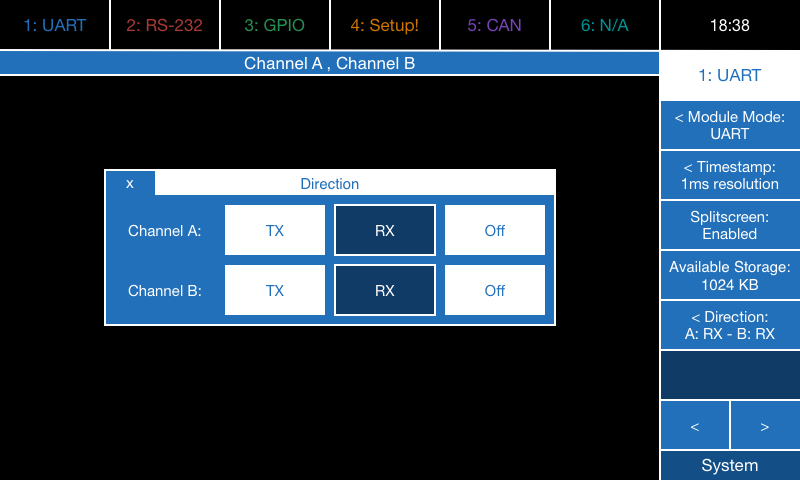 1: UART 2: RS-232 3: GPIO 4: Setup! 5: CAN 6: N/A 18:38
Channel A , Channel B
1: UART
< Module Mode:
UART
< Timestamp:
1ms resolution
Splitscreen:
Enabled
Available Storage:
1024 KB
< Direction:
A: RX - B: RX
< >
System
x Direction
Channel A: TX RX Off
Channel B: TX RX Off